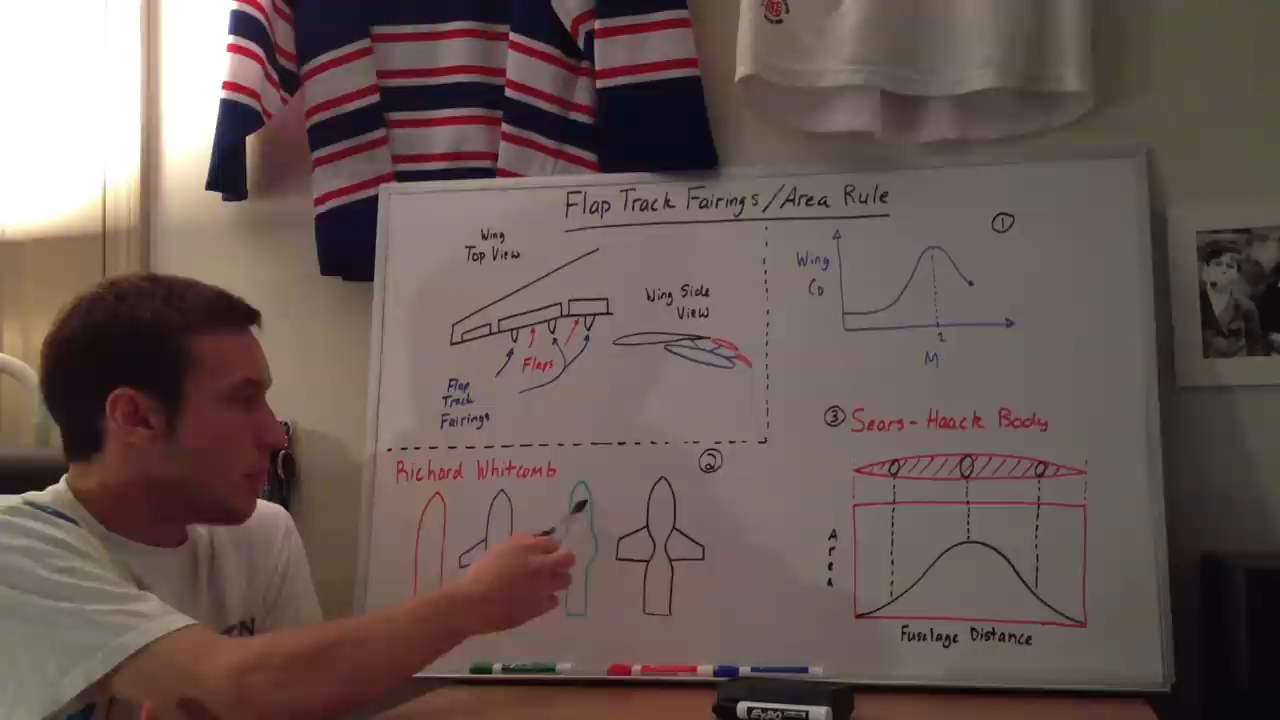 Flap Track Fairings/Area Rule
Wing
Top View
Flaps
Flap
Track
Fairings
Wing Side
View
①
Wing
CD
1
M
Richard Whitcomb
②
③ Sears-Haack Body
Area
Fuselage Distance
EXPO